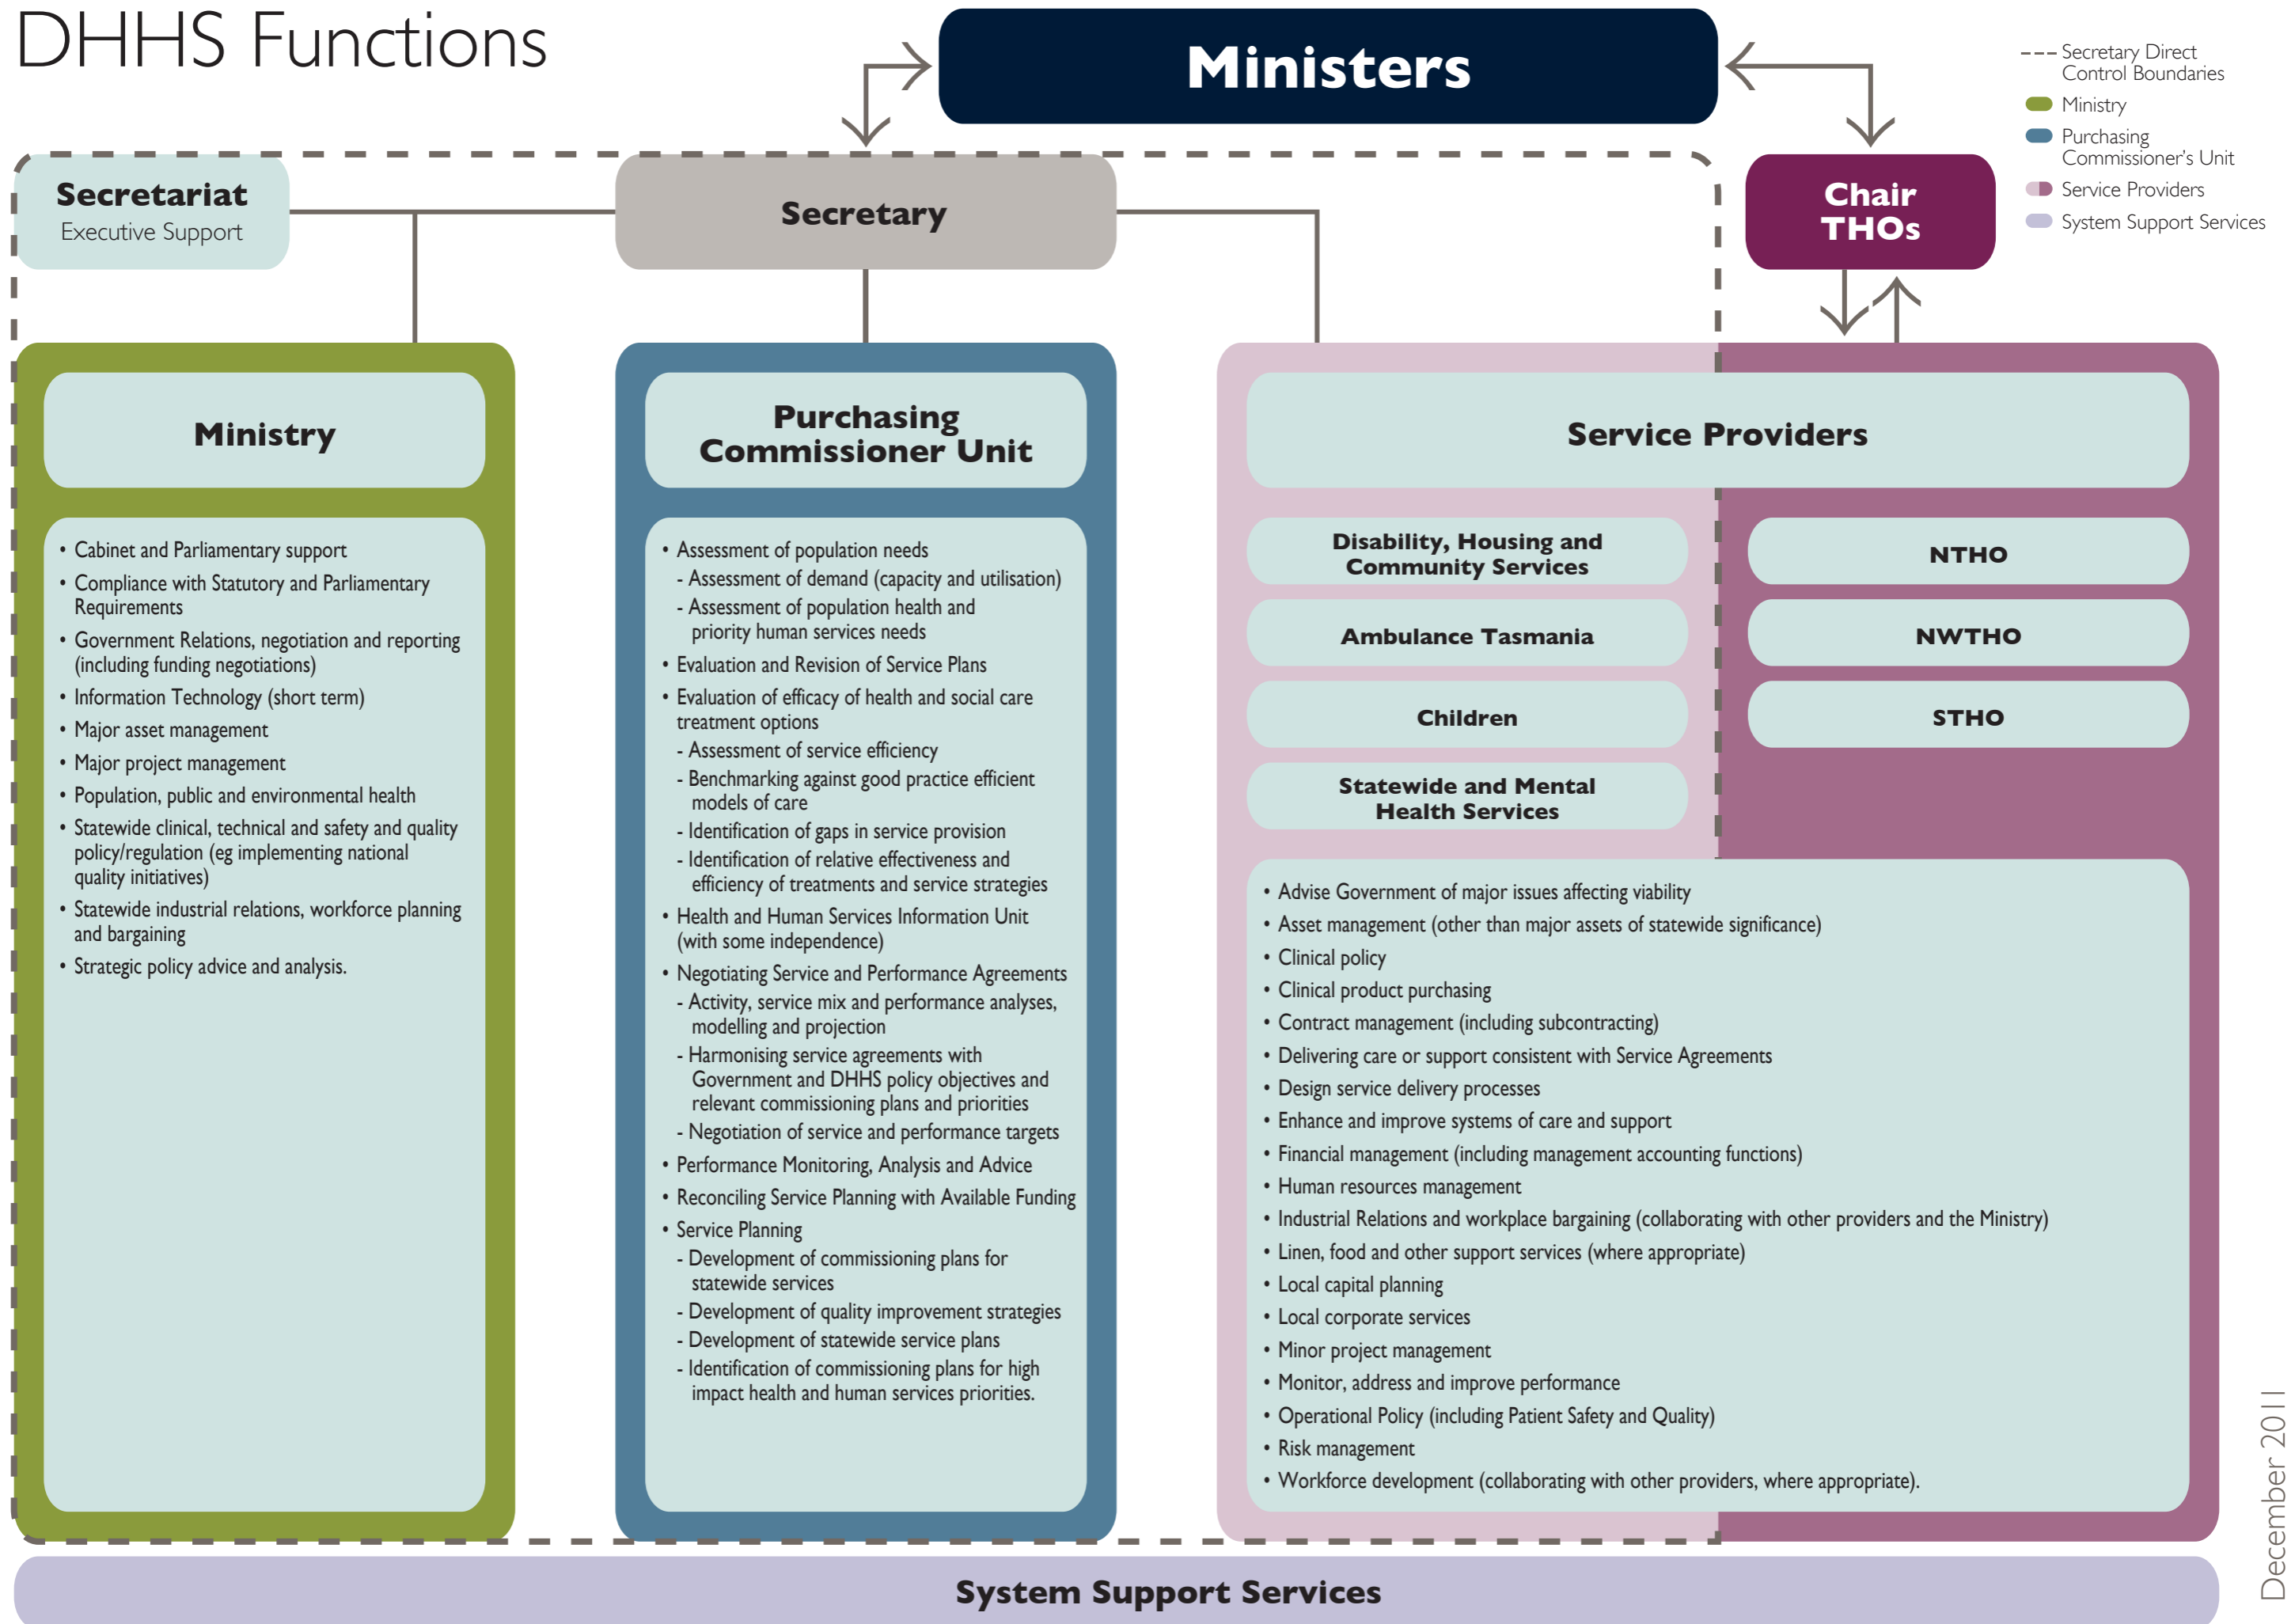 DHHS Functions
Ministers
Secretary Direct
Control Boundaries
Ministry
Purchasing
Commissioner's Unit
Service Providers
System Support Services
Secretariat
Executive Support
Secretary
Chair
THOs
Ministry
• Cabinet and Parliamentary support
• Compliance with Statutory and Parliamentary
Requirements
• Government Relations, negotiation and reporting
(including funding negotiations)
• Information Technology (short term)
• Major asset management
• Major project management
• Population, public and environmental health
• Statewide clinical, technical and safety and quality
policy/regulation (eg implementing national
quality initiatives)
• Statewide industrial relations, workforce planning
and bargaining
• Strategic policy advice and analysis.
Purchasing
Commissioner Unit
• Assessment of population needs
- Assessment of demand (capacity and utilisation)
- Assessment of population health and
priority human services needs
• Evaluation and Revision of Service Plans
• Evaluation of efficacy of health and social care
treatment options
- Assessment of service efficiency
- Benchmarking against good practice efficient
models of care
- Identification of gaps in service provision
- Identification of relative effectiveness and
efficiency of treatments and service strategies
• Health and Human Services Information Unit
(with some independence)
• Negotiating Service and Performance Agreements
- Activity, service mix and performance analyses,
modelling and projection
- Harmonising service agreements with
Government and DHHS policy objectives and
relevant commissioning plans and priorities
- Negotiation of service and performance targets
• Performance Monitoring, Analysis and Advice
• Reconciling Service Planning with Available Funding
• Service Planning
- Development of commissioning plans for
statewide services
- Development of quality improvement strategies
- Development of statewide service plans
- Identification of commissioning plans for high
impact health and human services priorities.
Service Providers
Disability, Housing and
Community Services
Ambulance Tasmania
Children
Statewide and Mental
Health Services
NTHO
NWTHO
STHO
• Advise Government of major issues affecting viability
• Asset management (other than major assets of statewide significance)
• Clinical policy
• Clinical product purchasing
• Contract management (including subcontracting)
• Delivering care or support consistent with Service Agreements
• Design service delivery processes
• Enhance and improve systems of care and support
• Financial management (including management accounting functions)
• Human resources management
• Industrial Relations and workplace bargaining (collaborating with other providers and the Ministry)
• Linen, food and other support services (where appropriate)
• Local capital planning
• Local corporate services
• Minor project management
• Monitor, address and improve performance
• Operational Policy (including Patient Safety and Quality)
• Risk management
• Workforce development (collaborating with other providers, where appropriate).
System Support Services
December 2011